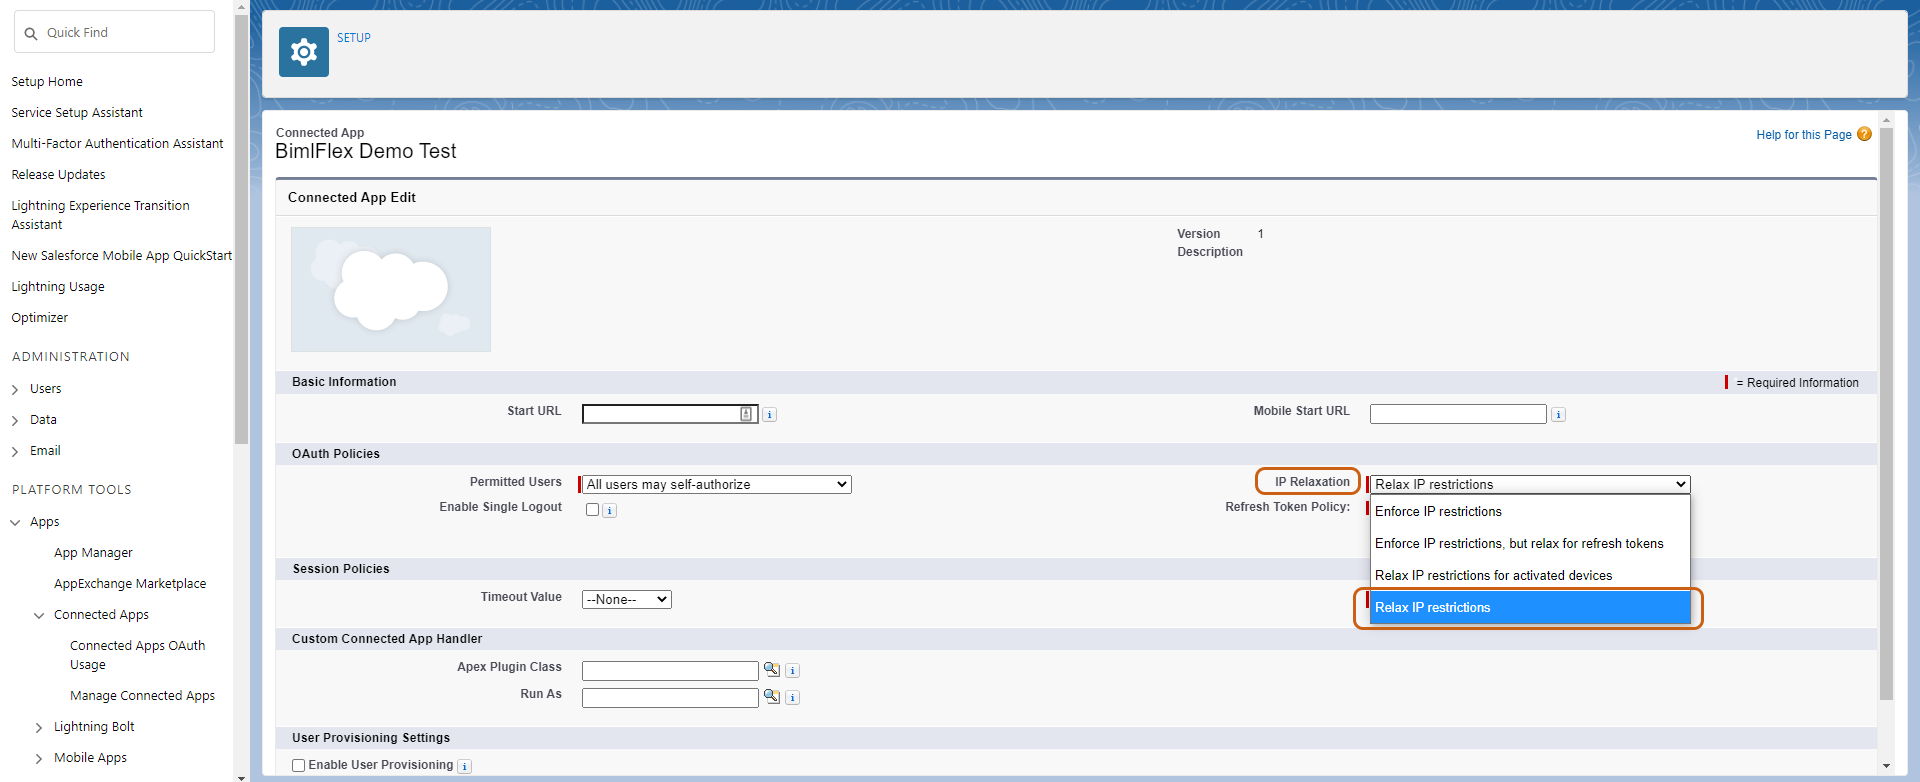 Quick Find
Setup Home
Service Setup Assistant
Multi-Factor Authentication Assistant
Release Updates
Lightning Experience Transition
Assistant
New Salesforce Mobile App QuickStart
Lightning Usage
Optimizer
ADMINISTRATION
Users
Data
Email
PLATFORM TOOLS
Apps
App Manager
AppExchange Marketplace
Connected Apps
Connected Apps OAuth
Usage
Manage Connected Apps
Lightning Bolt
Mobile Apps
SETUP
Connected App
BimlFlex Demo Test
Help for this Page ?
Connected App Edit
Version 1
Description
Basic Information
= Required Information
Start URL
Mobile Start URL
OAuth Policies
Permitted Users All users may self-authorize
IP Relaxation Relax IP restrictions
Enable Single Logout
Refresh Token Policy:
Enforce IP restrictions
Enforce IP restrictions, but relax for refresh tokens
Relax IP restrictions for activated devices
Relax IP restrictions
Session Policies
Timeout Value --None--
Custom Connected App Handler
Apex Plugin Class
Run As
User Provisioning Settings
Enable User Provisioning